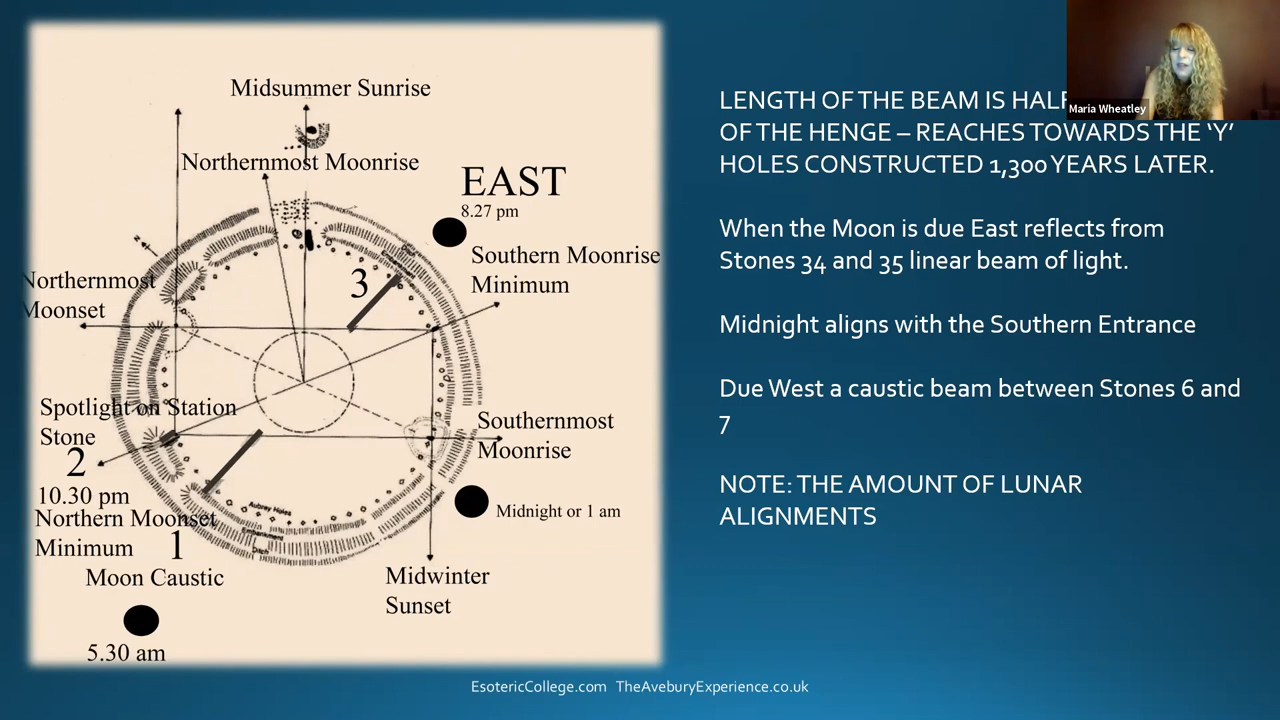 Midsummer Sunrise
Northernmost Moonrise
EAST
8.27 pm
Southern Moonrise
Minimum
N
3
Northernmost
Moonset
Spotlight on Station
Stone
2
10.30 pm
Northern Moonset
Minimum
1
Moon Caustic
5.30 am
Southernmost
Moonrise
Midnight or 1 am
Aubrey Holes
Embankment
Ditch
Midwinter
Sunset
Maria Wheatley
LENGTH OF THE BEAM IS HALF
OF THE HENGE – REACHES TOWARDS THE ‘Y’
HOLES CONSTRUCTED 1,300 YEARS LATER.
When the Moon is due East reflects from
Stones 34 and 35 linear beam of light.
Midnight aligns with the Southern Entrance
Due West a caustic beam between Stones 6 and
7
NOTE: THE AMOUNT OF LUNAR
ALIGNMENTS
EsotericCollege.com TheAveburyExperience.co.uk